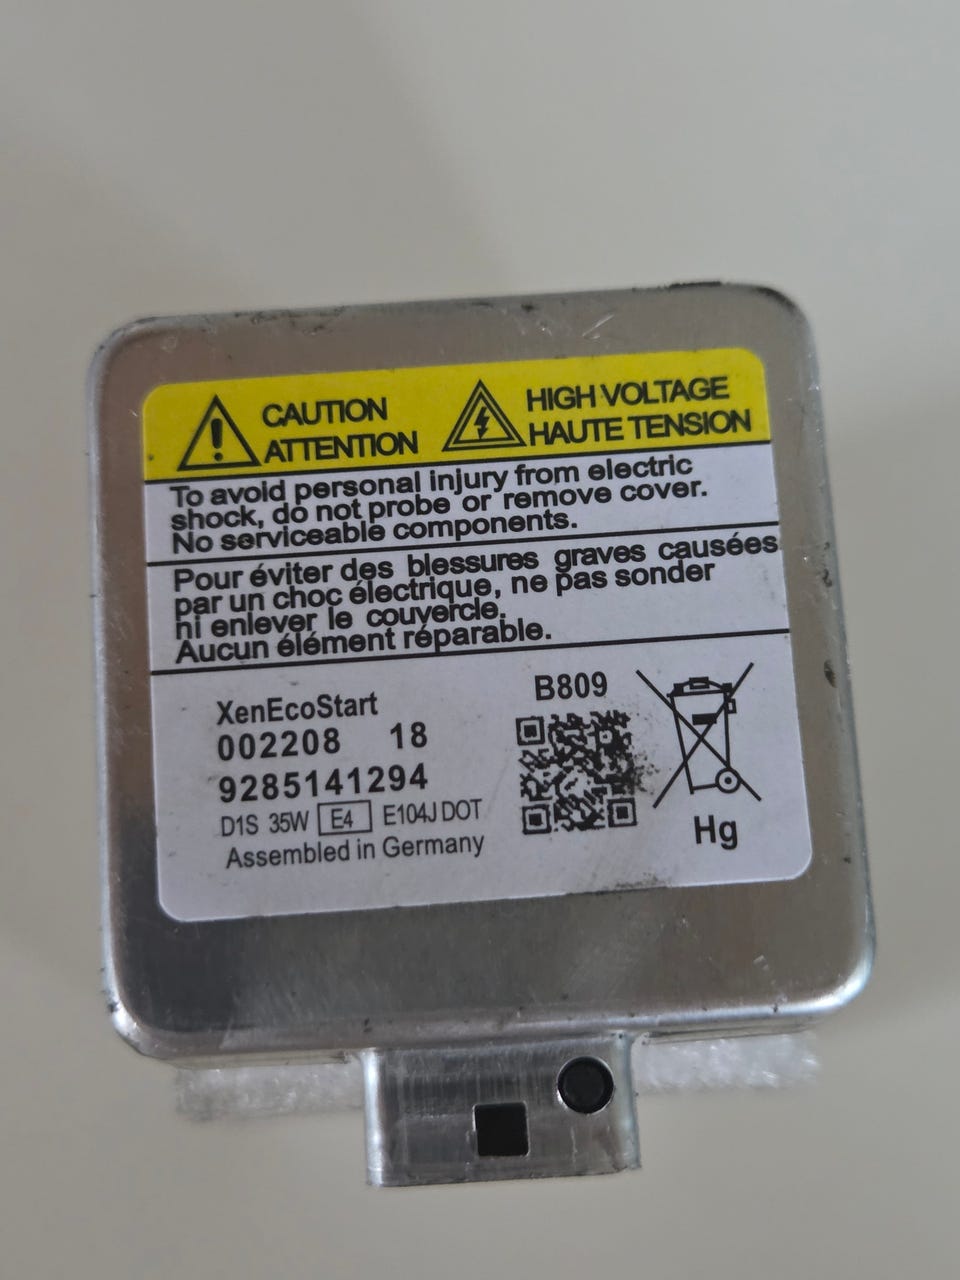 CAUTION
ATTENTION
HIGH VOLTAGE
HAUTE TENSION
To avoid personal injury from electric
shock, do not probe or remove cover.
No serviceable components.
Pour éviter des blessures graves causées
par un choc électrique, ne pas sonder
ni enlever le couvercle.
Aucun élément réparable.
XenEcoStart
002208 18
9285141294
D1S 35W E4 E104J DOT
Assembled in Germany
B809
Hg